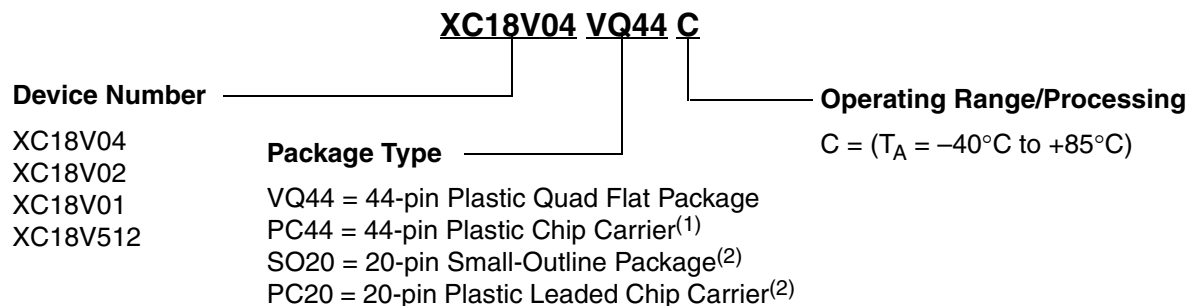 XC18V04 VQ44 C
Device Number
XC18V04
XC18V02
XC18V01
XC18V512
Package Type
VQ44 = 44-pin Plastic Quad Flat Package
PC44 = 44-pin Plastic Chip Carrier(1)
SO20 = 20-pin Small-Outline Package(2)
PC20 = 20-pin Plastic Leaded Chip Carrier(2)
Operating Range/Processing
C = (TA = –40°C to +85°C)